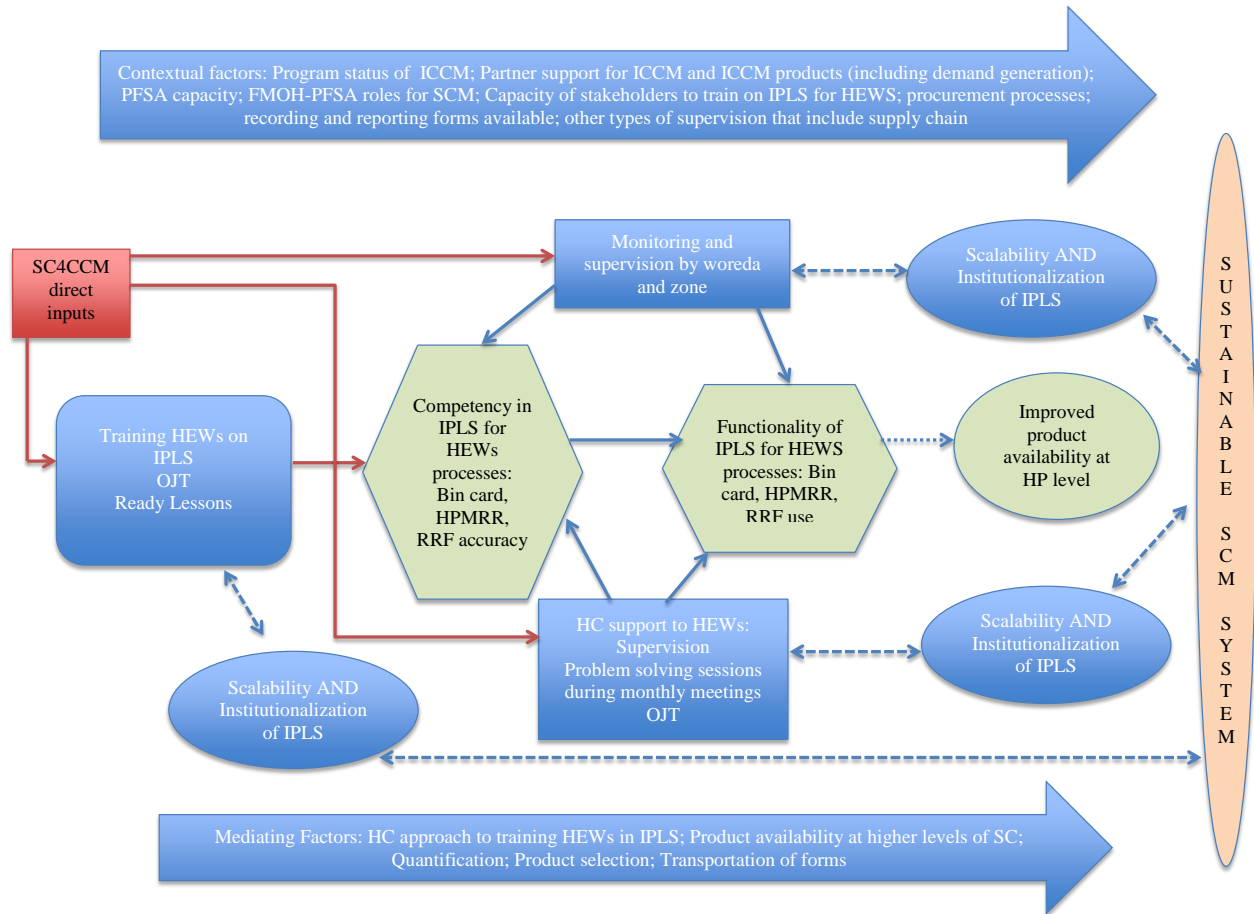 Contextual factors: Program status of ICCM; Partner support for ICCM and ICCM products (including demand generation);
PFSA capacity; FMOH-PFSA roles for SCM; Capacity of stakeholders to train on IPLS for HEWS; procurement processes;
recording and reporting forms available; other types of supervision that include supply chain
SC4CCM
direct
inputs
Monitoring and
supervision by woreda
and zone
Scalability AND
Institutionalization
of IPLS
Training HEWs on
IPLS
OJT
Ready Lessons
Competency in
IPLS for
HEWs
processes:
Bin card,
HPMRR,
RRF accuracy
Functionality of
IPLS for HEWS
processes: Bin
card, HPMRR,
RRF use
Improved
product
availability at
HP level
HC support to HEWs:
Supervision
Problem solving sessions
during monthly meetings
OJT
Scalability AND
Institutionalization
of IPLS
Scalability AND
Institutionalization
of IPLS
S
U
S
T
A
I
N
A
B
L
E
S
C
M
S
Y
S
T
E
M
Mediating Factors: HC approach to training HEWs in IPLS; Product availability at higher levels of SC;
Quantification; Product selection; Transportation of forms